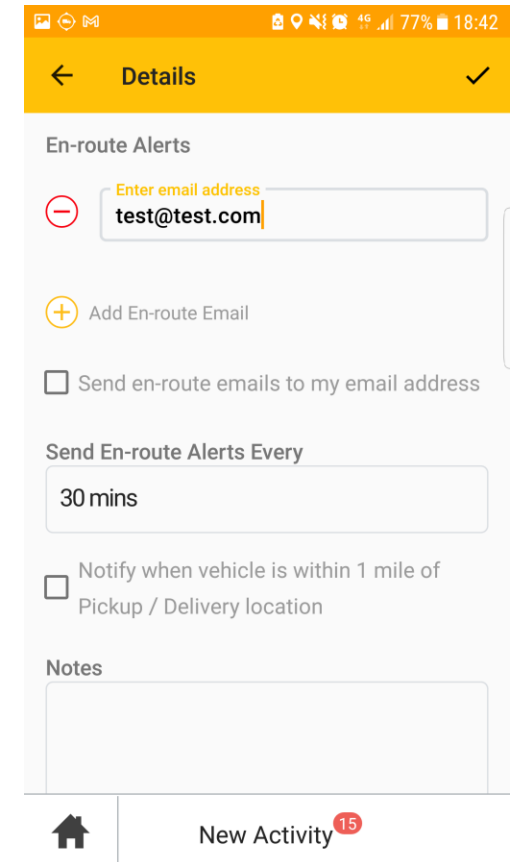 4G 77% 18:42
Details
En-route Alerts
Enter email address
test@test.com
Add En-route Email
Send en-route emails to my email address
Send En-route Alerts Every
30 mins
Notify when vehicle is within 1 mile of
Pickup / Delivery location
Notes
New Activity 15